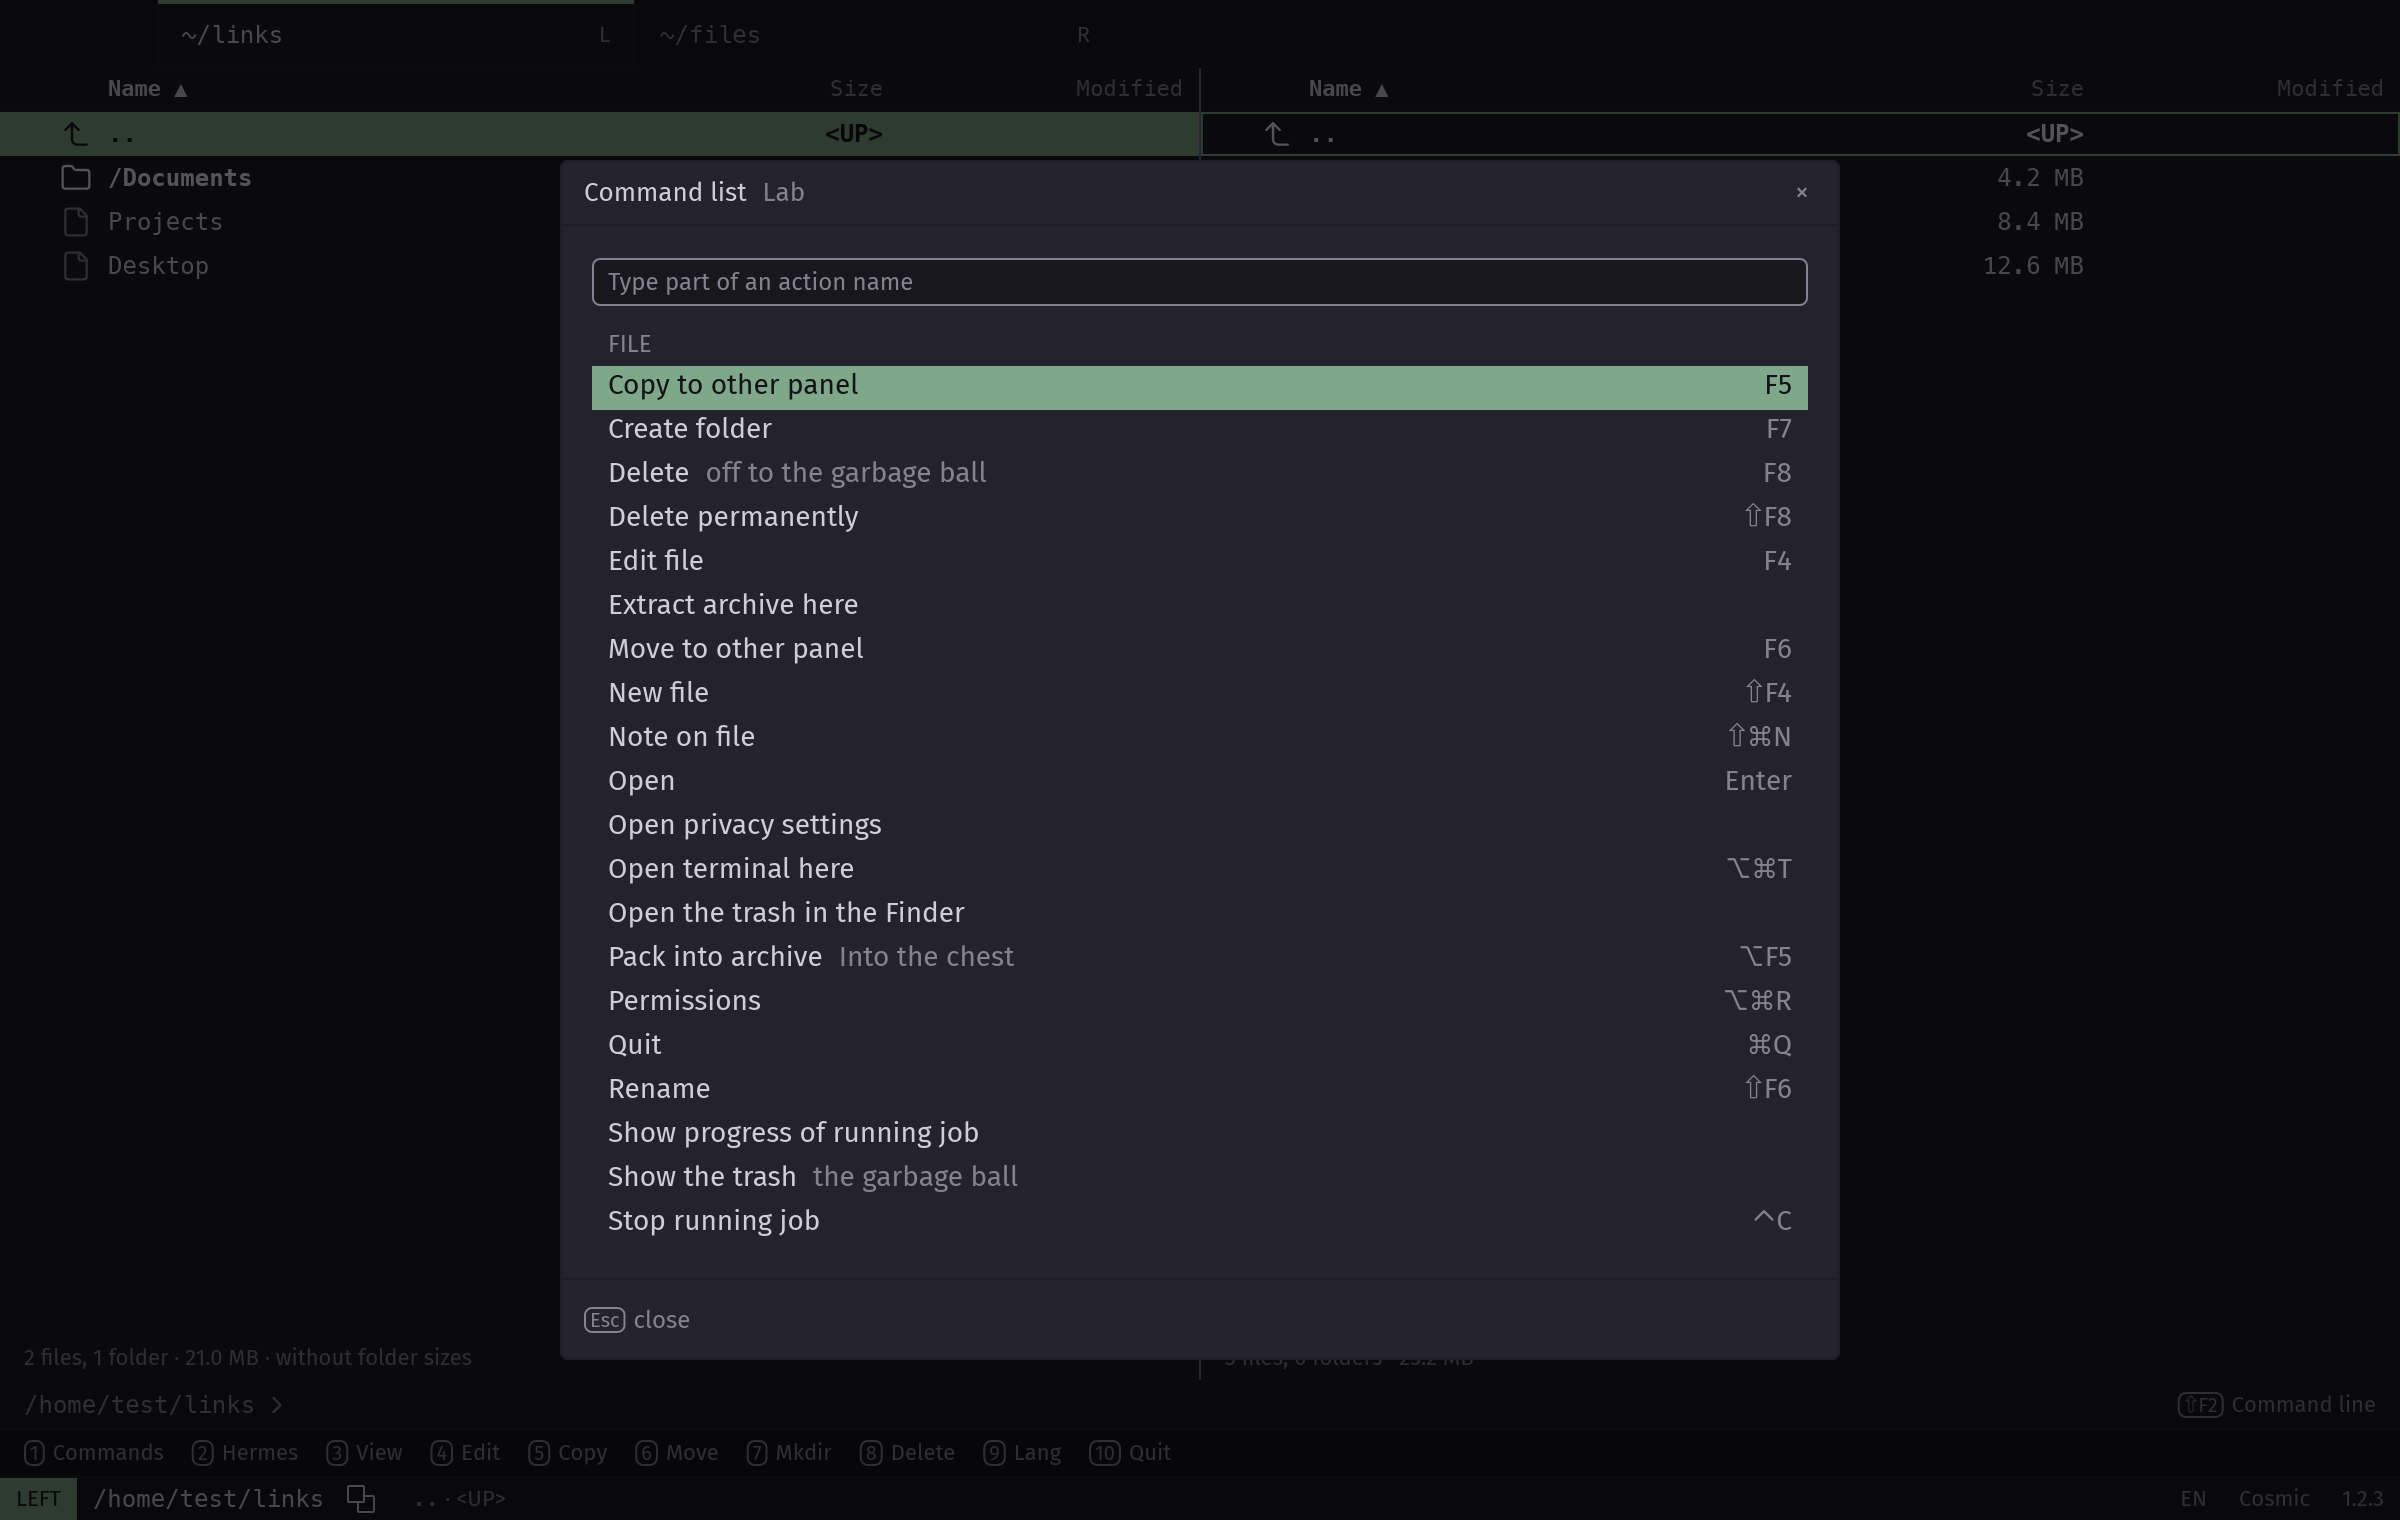 ~/links L ~/files R
Name ▲ Size Modified Name ▲ Size Modified
.. <UP> .. <UP>
/Documents 4.2 MB
Projects 8.4 MB
Desktop 12.6 MB
Command list Lab ×
Type part of an action name
FILE
Copy to other panel F5
Create folder F7
Delete off to the garbage ball F8
Delete permanently ⇧F8
Edit file F4
Extract archive here
Move to other panel F6
New file ⇧F4
Note on file ⇧⌘N
Open Enter
Open privacy settings
Open terminal here ⌥⌘T
Open the trash in the Finder
Pack into archive Into the chest ⌥F5
Permissions ⌥⌘R
Quit ⌘Q
Rename ⇧F6
Show progress of running job
Show the trash the garbage ball
Stop running job ^C
Esc close
2 files, 1 folder · 21.0 MB · without folder sizes
/home/test/links > ⇧F2 Command line
1 Commands 2 Hermes 3 View 4 Edit 5 Copy 6 Move 7 Mkdir 8 Delete 9 Lang 10 Quit
LEFT /home/test/links .. · <UP> EN Cosmic 1.2.3